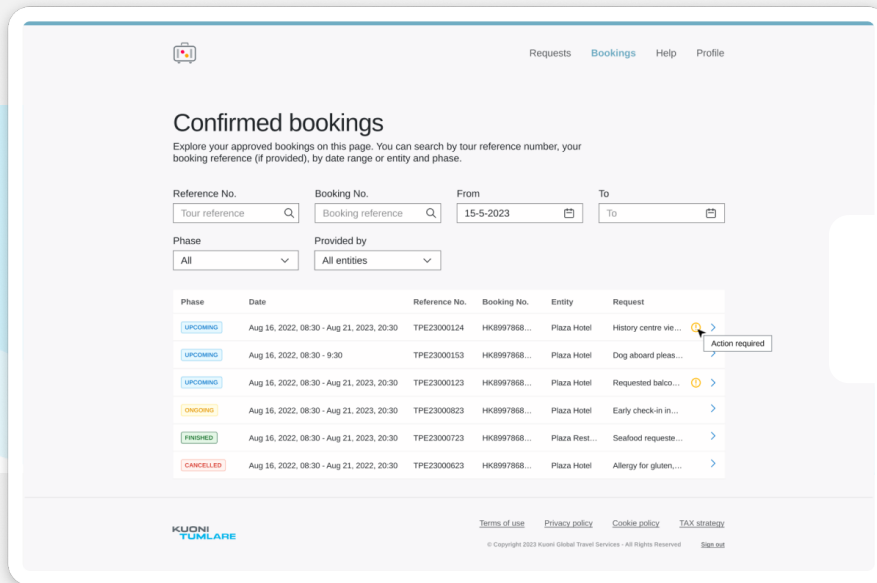 Requests Bookings Help Profile
Confirmed bookings
Explore your approved bookings on this page. You can search by tour reference number, your
booking reference (if provided), by date range or entity and phase.
Reference No. Booking No. From To
Tour reference Booking reference 15-5-2023 To
Phase Provided by
All All entities
Phase Date Reference No. Booking No. Entity Request
UPCOMING Aug 16, 2022, 08:30 - Aug 21, 2023, 20:30 TPE23000124 HK8997868... Plaza Hotel History centre vie...
Action required
UPCOMING Aug 16, 2022, 08:30 - 9:30 TPE23000153 HK8997868... Plaza Hotel Dog aboard pleas...
UPCOMING Aug 16, 2022, 08:30 - Aug 21, 2023, 20:30 TPE23000123 HK8997868... Plaza Hotel Requested balco...
ONGOING Aug 16, 2022, 08:30 - Aug 21, 2023, 20:30 TPE23000823 HK8997868... Plaza Hotel Early check-in in...
FINISHED Aug 16, 2022, 08:30 - Aug 21, 2022, 20:30 TPE23000723 HK8997868... Plaza Rest... Seafood requeste...
CANCELLED Aug 16, 2022, 08:30 - Aug 21, 2022, 20:30 TPE23000623 HK8997868... Plaza Hotel Allergy for gluten,...
Terms of use Privacy policy Cookie policy TAX strategy
KUONI
TUMLARE
© Copyright 2023 Kuoni Global Travel Services - All Rights Reserved Sign out